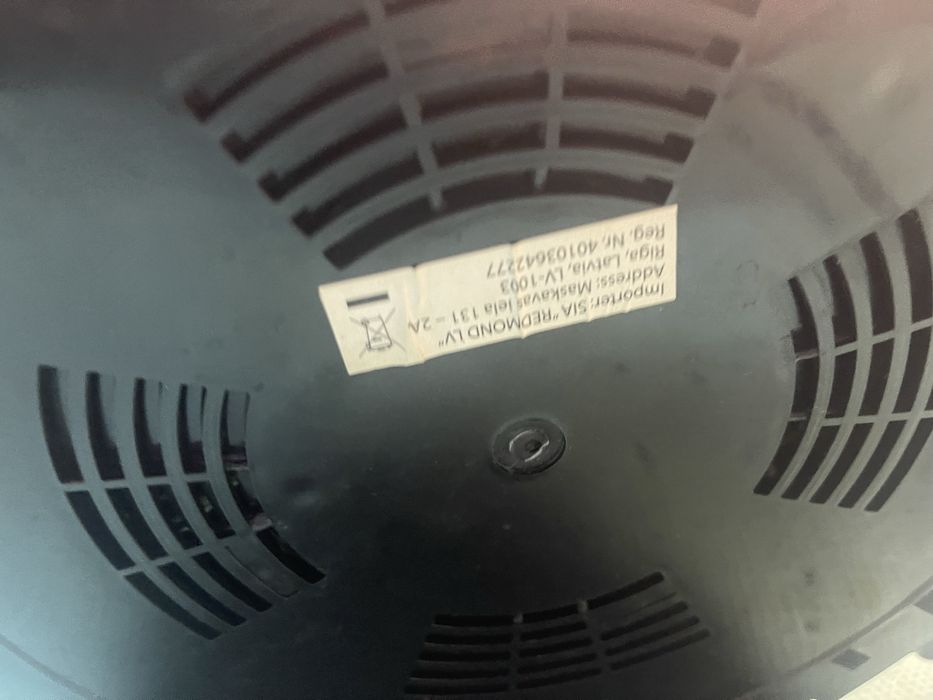 Importer: SIA "REDMOND LV"
Address: Maskavas iela 131 – 2A
Riga, Latvia, LV-1003
Reg. Nr. 40103642277